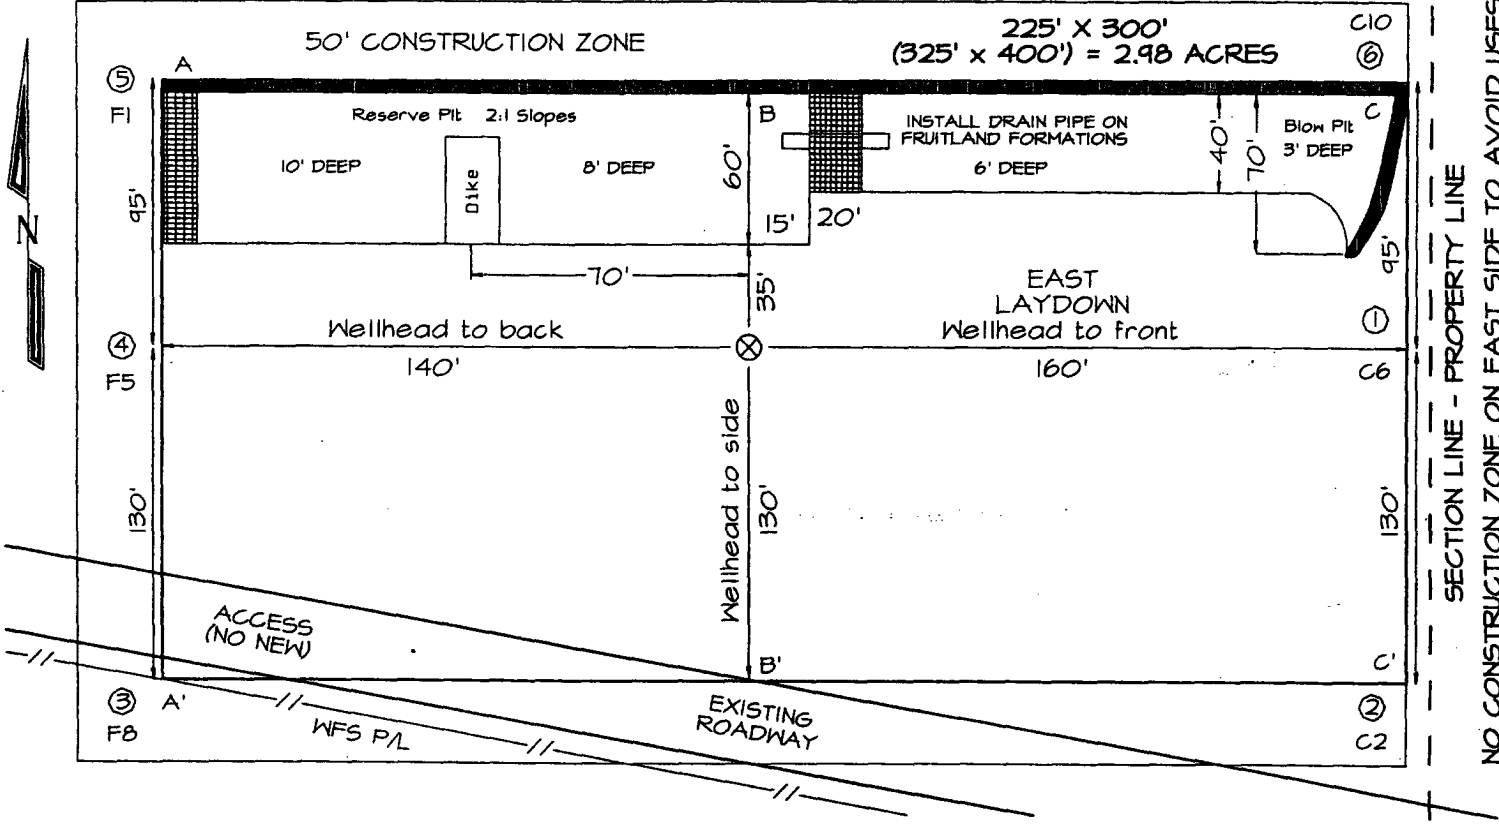 50' CONSTRUCTION ZONE
225' X 300'
(325' x 400') = 2.98 ACRES
C10
⑥
⑤
F1
A
Reserve Pit 2:1 Slopes
10' DEEP
Dike
8' DEEP
B
60'
15'
20'
INSTALL DRAIN PIPE ON
FRUITLAND FORMATIONS
6' DEEP
40'
70'
Blow Pit
3' DEEP
C
95'
N
95'
70'
35'
EAST
LAYDOWN
Wellhead to front
160'
Wellhead to back
140'
④
F5
①
C6
130'
Wellhead to side
130'
130'
ACCESS
(NO NEW)
③
F8
A'
B'
C'
②
C2
WFS P/L
EXISTING
ROADWAY
SECTION LINE - PROPERTY LINE
NO CONSTRUCTION ZONE ON EAST SIDE TO AVOID USFS